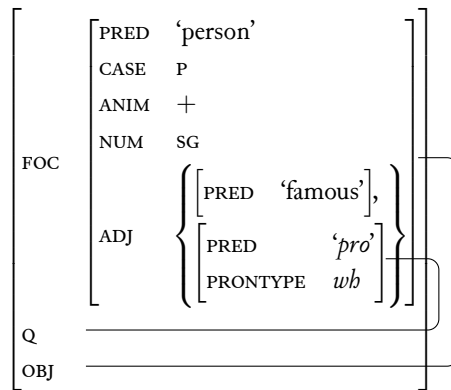 PRED ‘person’
CASE P
ANIM +
NUM SG
FOC
[PRED ‘famous’],
ADJ
PRED ‘pro’
PRONTYPE wh
Q
OBJ